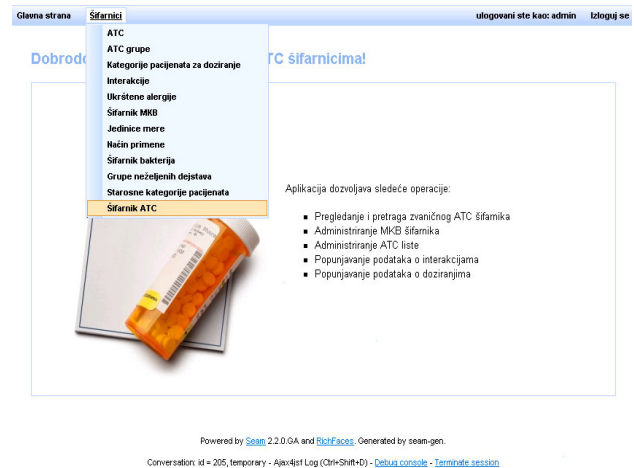 Glavna strana Šifarnici ulogovani ste kao: admin Izloguj se
ATC
ATC grupe
Kategorije pacijenata za doziranje
Interakcije
Ukrštene alergije
Šifarnik MKB
Jedinice mere
Način primene
Šifarnik bakterija
Grupe neželjenih dejstava
Starosne kategorije pacijenata
Šifarnik ATC
šifarnicima!
Aplikacija dozvoljava sledeće operacije:
Pregledanje i pretraga zvaničnog ATC šifarnika
Administriranje MKB šifarnika
Administriranje ATC liste
Popunjavanje podataka o interakcijama
Popunjavanje podataka o doziranjima
Powered by Seam 2.2.0.GA and RichFaces. Generated by seam-gen.
Conversation: id = 205, temporary - Ajax4jsf Log (Ctrl+Shift+D) - Debug console - Terminate session